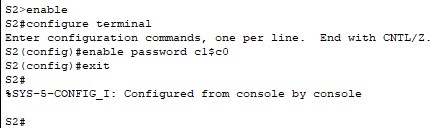 S2>enable
S2#configure terminal
Enter configuration commands, one per line.  End with CNTL/Z.
S2(config)#enable password c1$c0
S2(config)#exit
S2#
%SYS-5-CONFIG_I: Configured from console by console
S2#